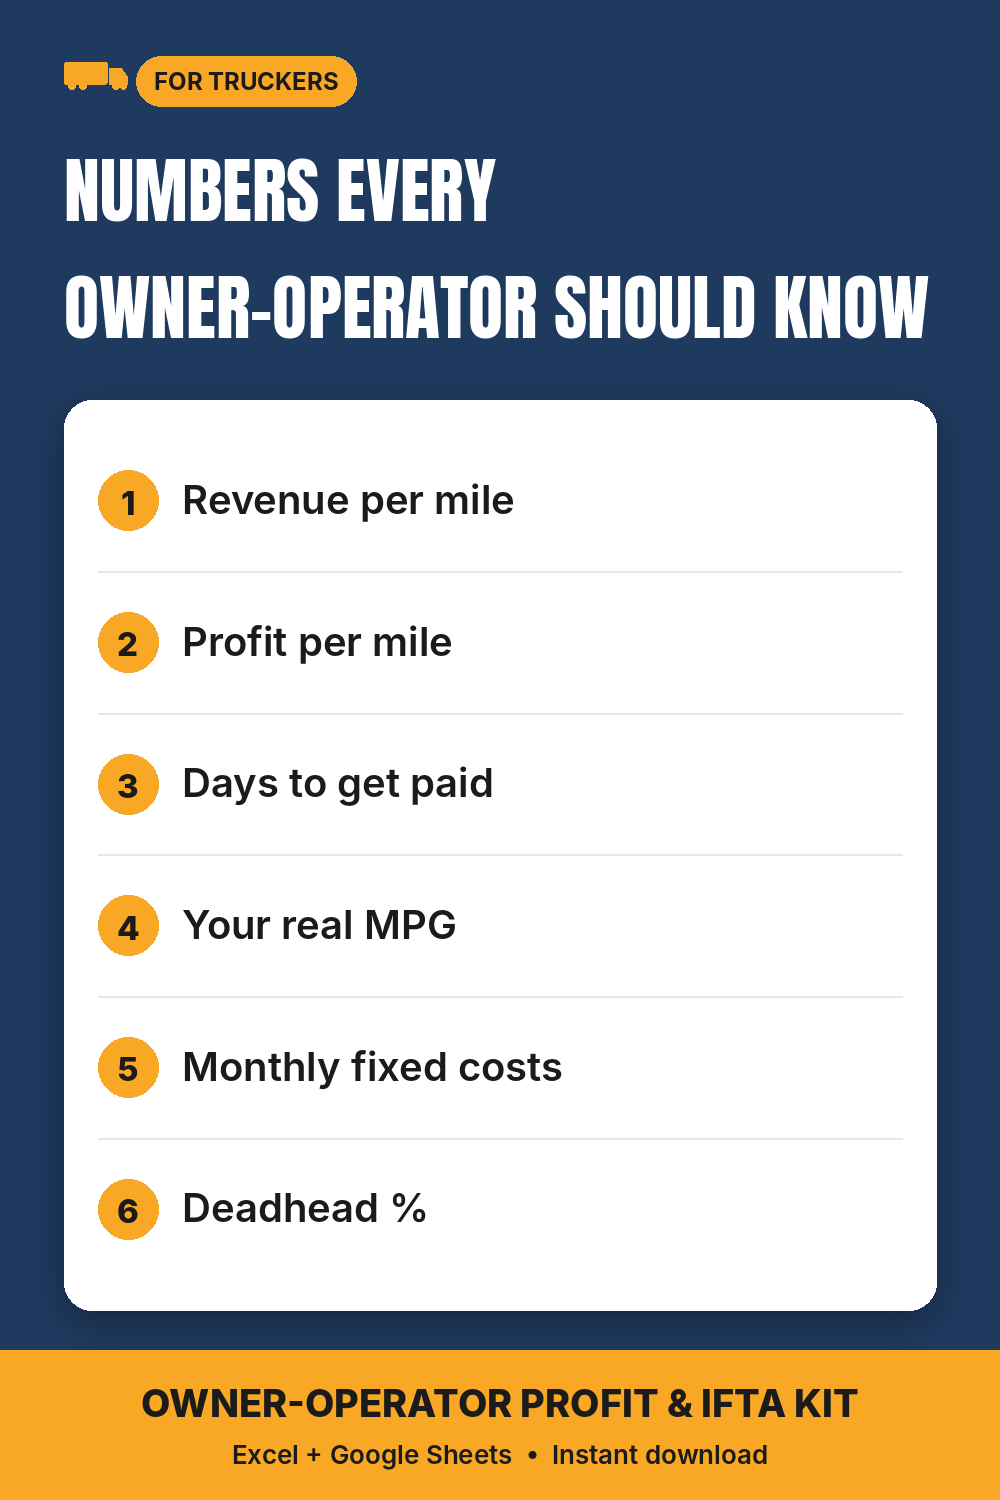 FOR TRUCKERS
NUMBERS EVERY
OWNER-OPERATOR SHOULD KNOW
1 Revenue per mile
2 Profit per mile
3 Days to get paid
4 Your real MPG
5 Monthly fixed costs
6 Deadhead %
OWNER-OPERATOR PROFIT & IFTA KIT
Excel + Google Sheets • Instant download